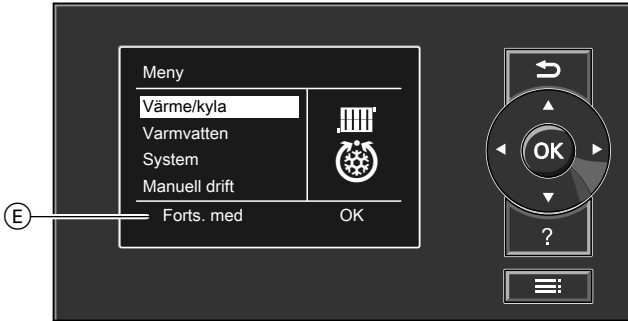 Meny
Värme/kyla
Varmvatten
System
Manuell drift
Forts. med OK
E
OK
?